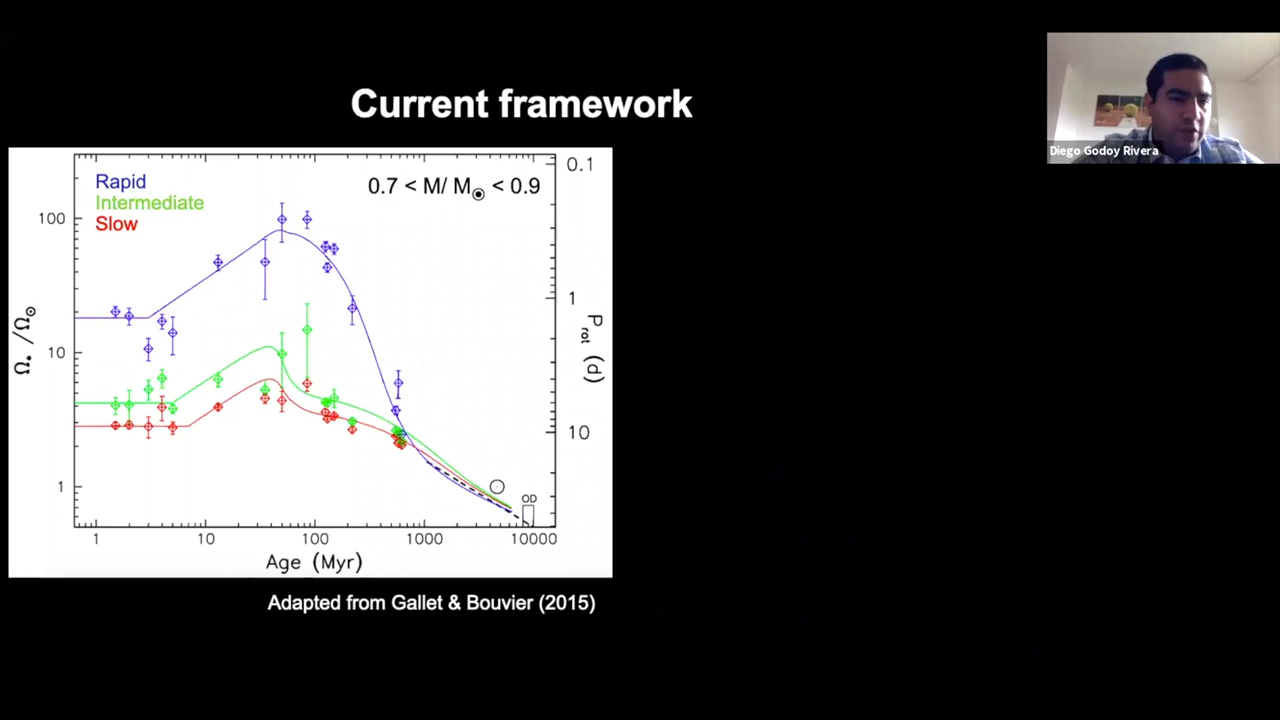 Current framework
Diego Godoy Rivera
Rapid
Intermediate
Slow
0.7 < M/ M☉ < 0.9
0.1
1
10
P rot (d)
100
10
1
Ω* /Ω☉
OD
1 10 100 1000 10000
Age (Myr)
Adapted from Gallet & Bouvier (2015)